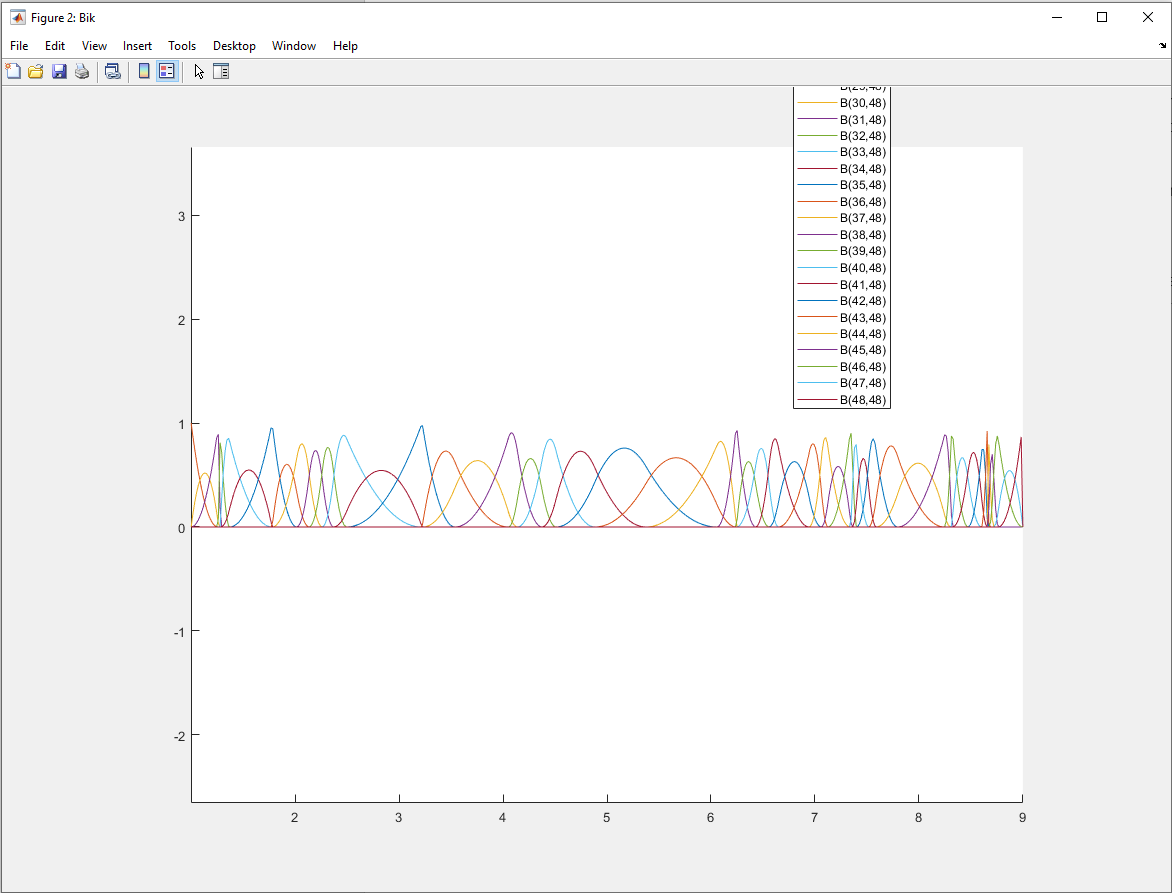 Figure 2: Bik
File Edit View Insert Tools Desktop Window Help
B(30,48)
B(31,48)
B(32,48)
B(33,48)
B(34,48)
B(35,48)
B(36,48)
B(37,48)
B(38,48)
B(39,48)
B(40,48)
B(41,48)
B(42,48)
B(43,48)
B(44,48)
B(45,48)
B(46,48)
B(47,48)
B(48,48)
3
2
1
0
-1
-2
2 3 4 5 6 7 8 9